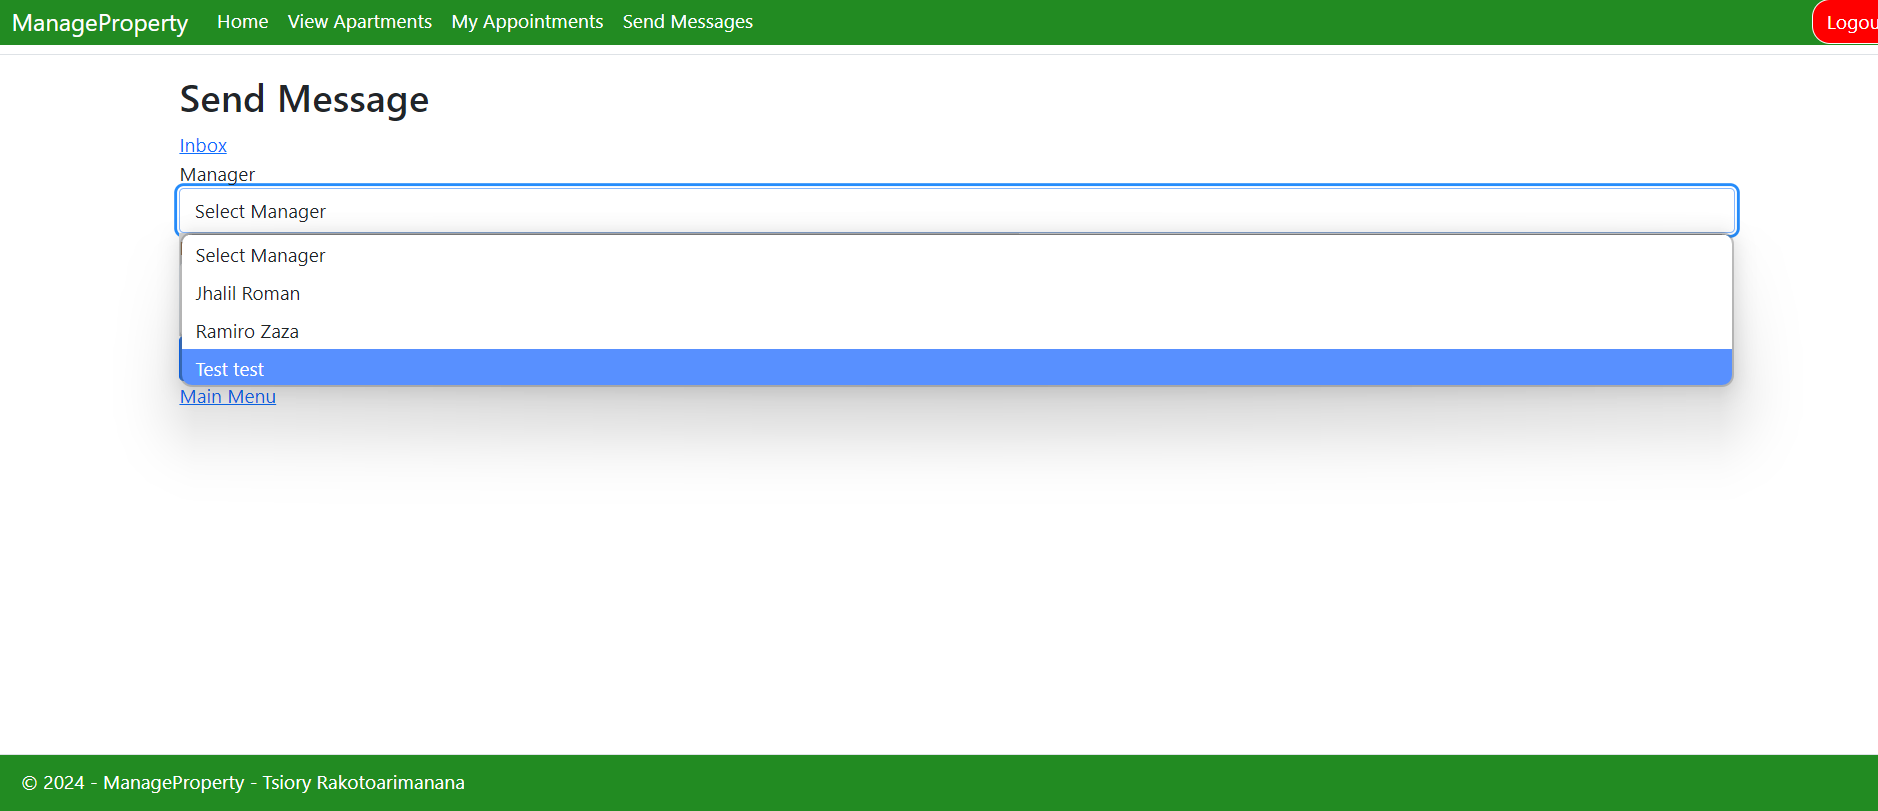 ManageProperty Home View Apartments My Appointments Send Messages Logou
Send Message
Inbox
Manager
Select Manager
Select Manager
Jhalil Roman
Ramiro Zaza
Test test
Main Menu
© 2024 - ManageProperty - Tsiory Rakotoarimanana